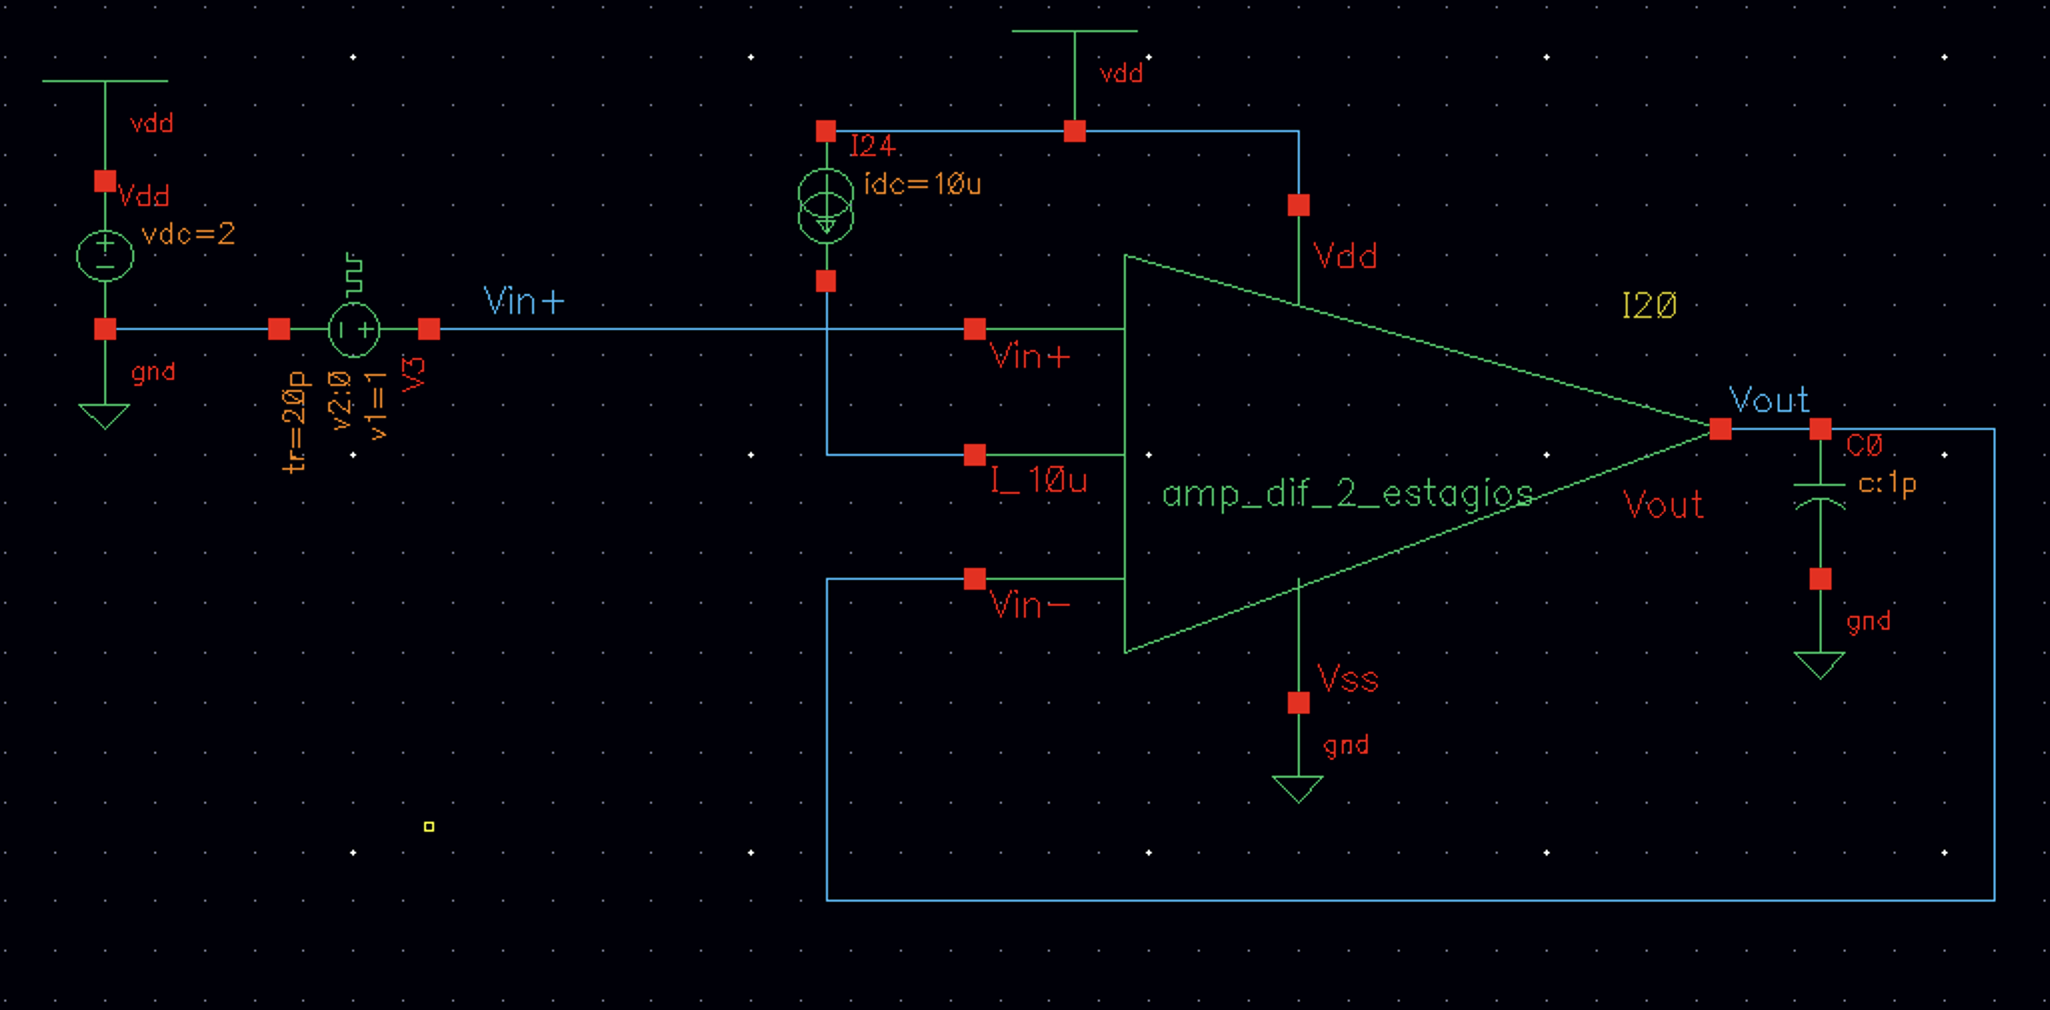 vdd
vdd
I24
idc=10u
Vdd
vdc=2
Vdd
Vin+
I20
Vin+
gnd
tr=20p
v2:0
v1=1
V3
Vout
C0
c:1p
I_10u
amp_dif_2_estagios
Vout
Vin-
gnd
Vss
gnd